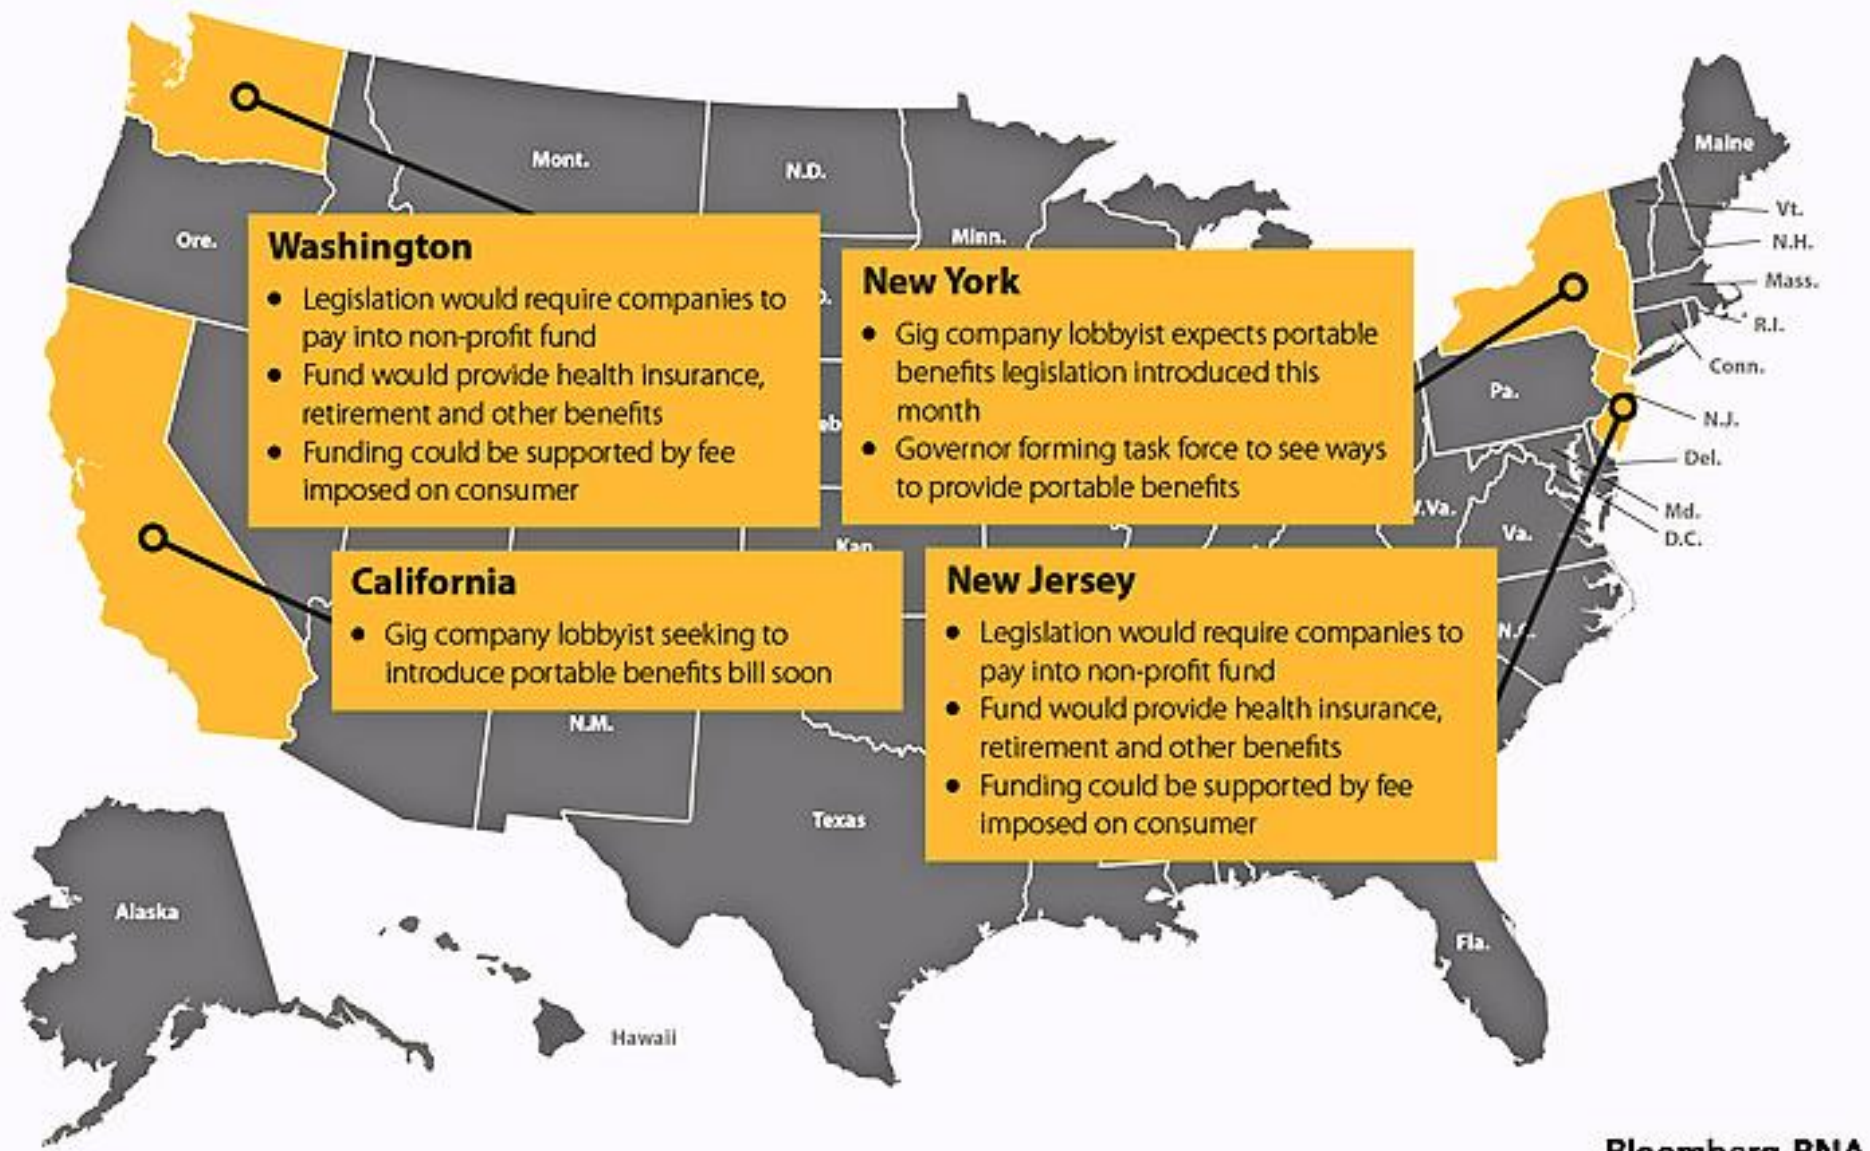 Maine
Mont.
N.D.
Vt.
Ore.
Minn.
N.H.
Washington
• Legislation would require companies to
pay into non-profit fund
• Fund would provide health insurance,
retirement and other benefits
• Funding could be supported by fee
imposed on consumer
New York
• Gig company lobbyist expects portable
benefits legislation introduced this
month
• Governor forming task force to see ways
to provide portable benefits
Mass.
R.I.
Conn.
Pa.
N.J.
Del.
Md.
D.C.
Va.
Kan.
California
• Gig company lobbyist seeking to
introduce portable benefits bill soon
New Jersey
• Legislation would require companies to
pay into non-profit fund
• Fund would provide health insurance,
retirement and other benefits
• Funding could be supported by fee
imposed on consumer
N.C.
N.M.
Texas
Alaska
Fla.
Hawaii
Bloomberg BNA